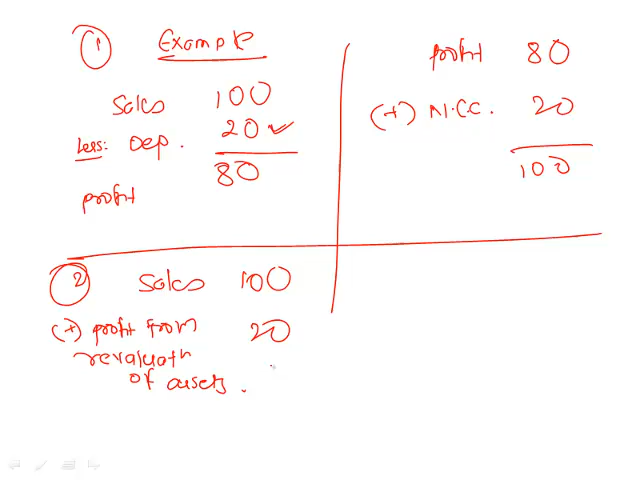 1 Example
Sales 100
Less: Dep. 20 ✓
80
profit
profit 80
(+) N.C.C. 20
100
2 Sales 100
(+) profit from 20
revaluatn
of assets.